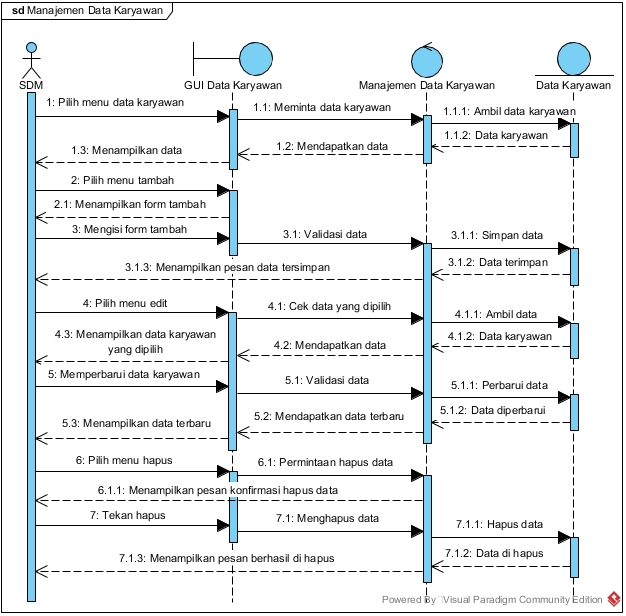 sd Manajemen Data Karyawan
SDM
GUI Data Karyawan
Manajemen Data Karyawan
Data Karyawan
1: Pilih menu data karyawan
1.1: Meminta data karyawan
1.1.1: Ambil data karyawan
1.1.2: Data karyawan
1.2: Mendapatkan data
1.3: Menampilkan data
2: Pilih menu tambah
2.1: Menampilkan form tambah
3: Mengisi form tambah
3.1: Validasi data
3.1.1: Simpan data
3.1.2: Data terimpan
3.1.3: Menampilkan pesan data tersimpan
4: Pilih menu edit
4.1: Cek data yang dipilih
4.1.1: Ambil data
4.1.2: Data karyawan
4.2: Mendapatkan data
4.3: Menampilkan data karyawan
yang dipilih
5: Memperbarui data karyawan
5.1: Validasi data
5.1.1: Perbarui data
5.1.2: Data diperbarui
5.2: Mendapatkan data terbaru
5.3: Menampilkan data terbaru
6: Pilih menu hapus
6.1: Permintaan hapus data
6.1.1: Menampilkan pesan konfirmasi hapus data
7: Tekan hapus
7.1: Menghapus data
7.1.1: Hapus data
7.1.2: Data di hapus
7.1.3: Menampilkan pesan berhasil di hapus
Powered By Visual Paradigm Community Edition